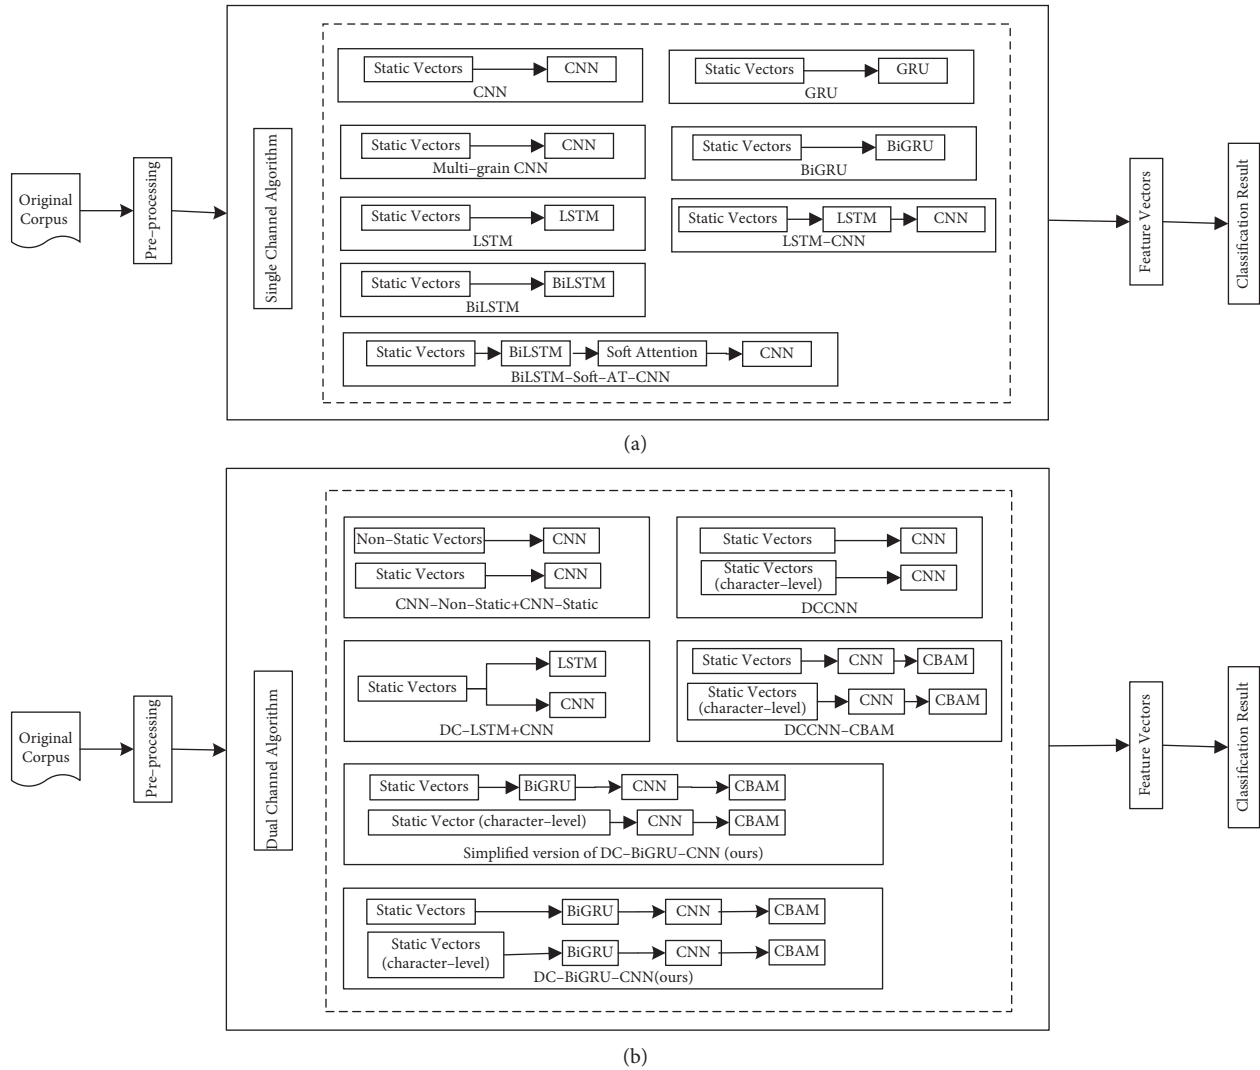 Original
Corpus
Pre–processing
Single Channel Algorithm
Static Vectors
CNN
CNN
Static Vectors
GRU
GRU
Static Vectors
CNN
Multi–grain CNN
Static Vectors
BiGRU
BiGRU
Static Vectors
LSTM
LSTM
Static Vectors
LSTM
CNN
LSTM–CNN
Static Vectors
BiLSTM
BiLSTM
Static Vectors
BiLSTM
Soft Attention
CNN
BiLSTM–Soft–AT–CNN
Feature Vectors
Classification Result
(a)
Original
Corpus
Pre–processing
Dual Channel Algorithm
Non–Static Vectors
CNN
Static Vectors
CNN
CNN–Non–Static+CNN–Static
Static Vectors
CNN
Static Vectors
(character–level)
CNN
DCCNN
Static Vectors
LSTM
CNN
DC–LSTM+CNN
Static Vectors
CNN
CBAM
Static Vectors
(character–level)
CNN
CBAM
DCCNN–CBAM
Static Vectors
BiGRU
CNN
CBAM
Static Vector (character–level)
CNN
CBAM
Simplified version of DC–BiGRU–CNN (ours)
Static Vectors
BiGRU
CNN
CBAM
Static Vectors
(character–level)
BiGRU
CNN
CBAM
DC–BiGRU–CNN(ours)
Feature Vectors
Classification Result
(b)